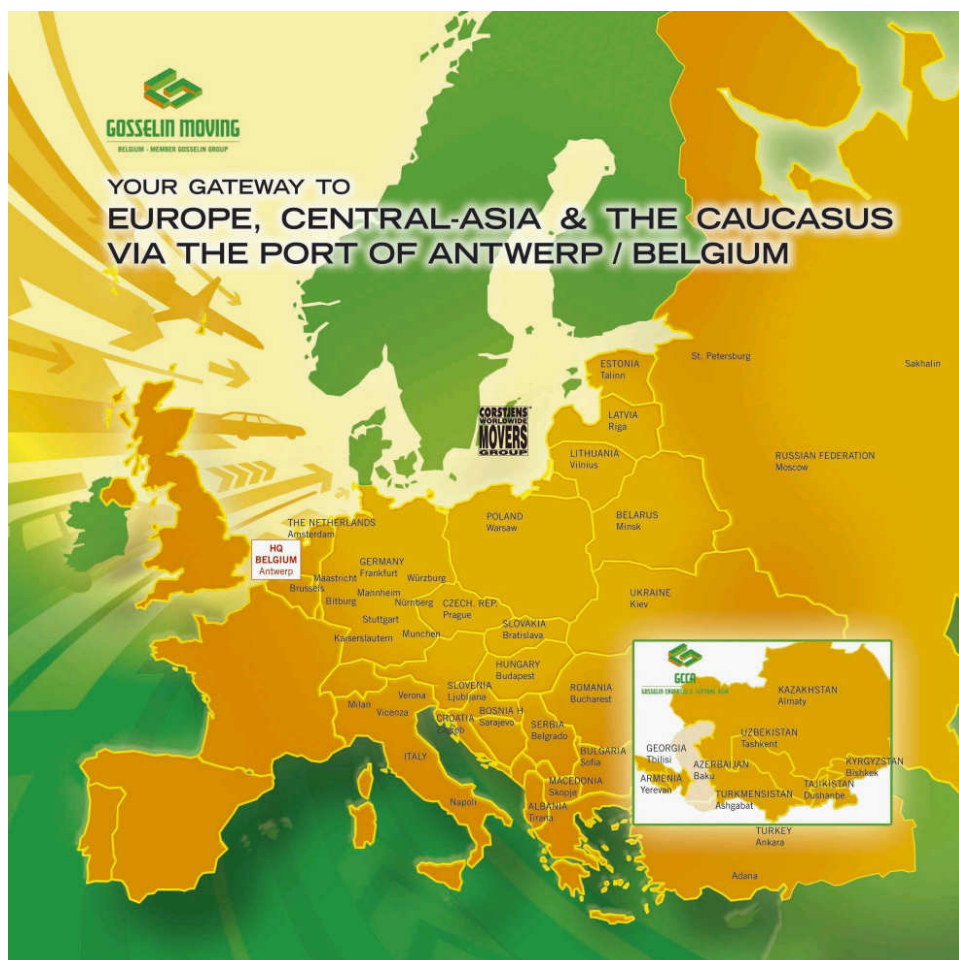 GOSSELIN MOVING
BELGIUM - MEMBER GOSSELIN GROUP
YOUR GATEWAY TO
EUROPE, CENTRAL-ASIA & THE CAUCASUS
VIA THE PORT OF ANTWERP / BELGIUM
ESTONIA
Talinn
St. Petersburg
Sakhalin
CORSTJENS
WORLDWIDE
MOVERS
GROUP
LATVIA
Riga
LITHUANIA
Vilnius
RUSSIAN FEDERATION
Moscow
THE NETHERLANDS
Amsterdam
POLAND
Warsaw
BELARUS
Minsk
HQ
BELGIUM
Antwerp
Brussels
Maastricht
Bitburg
GERMANY
Frankfurt
Würzburg
Mannheim
Nürnberg
Stuttgart
Kaiserslautern
Munchen
CZECH. REP.
Prague
SLOVAKIA
Bratislava
UKRAINE
Kiev
HUNGARY
Budapest
SLOVENIA
Ljubljana
ROMANIA
Bucharest
Verona
Milan
Vicenza
CROATIA
Zagreb
BOSNIA H
Sarajevo
SERBIA
Belgrado
BULGARIA
Sofia
ITALY
Napoli
MACEDONIA
Skopje
ALBANIA
Tirana
GCCA
GOSSELIN CAUCASUS & CENTRAL ASIA
KAZAKHSTAN
Almaty
UZBEKISTAN
Tashkent
GEORGIA
Tbilisi
AZERBAIJAN
Baku
KYRGYZSTAN
Bishkek
ARMENIA
Yerevan
TURKMENSISTAN
Ashgabat
TAJIKISTAN
Dushanbe
TURKEY
Ankara
Adana